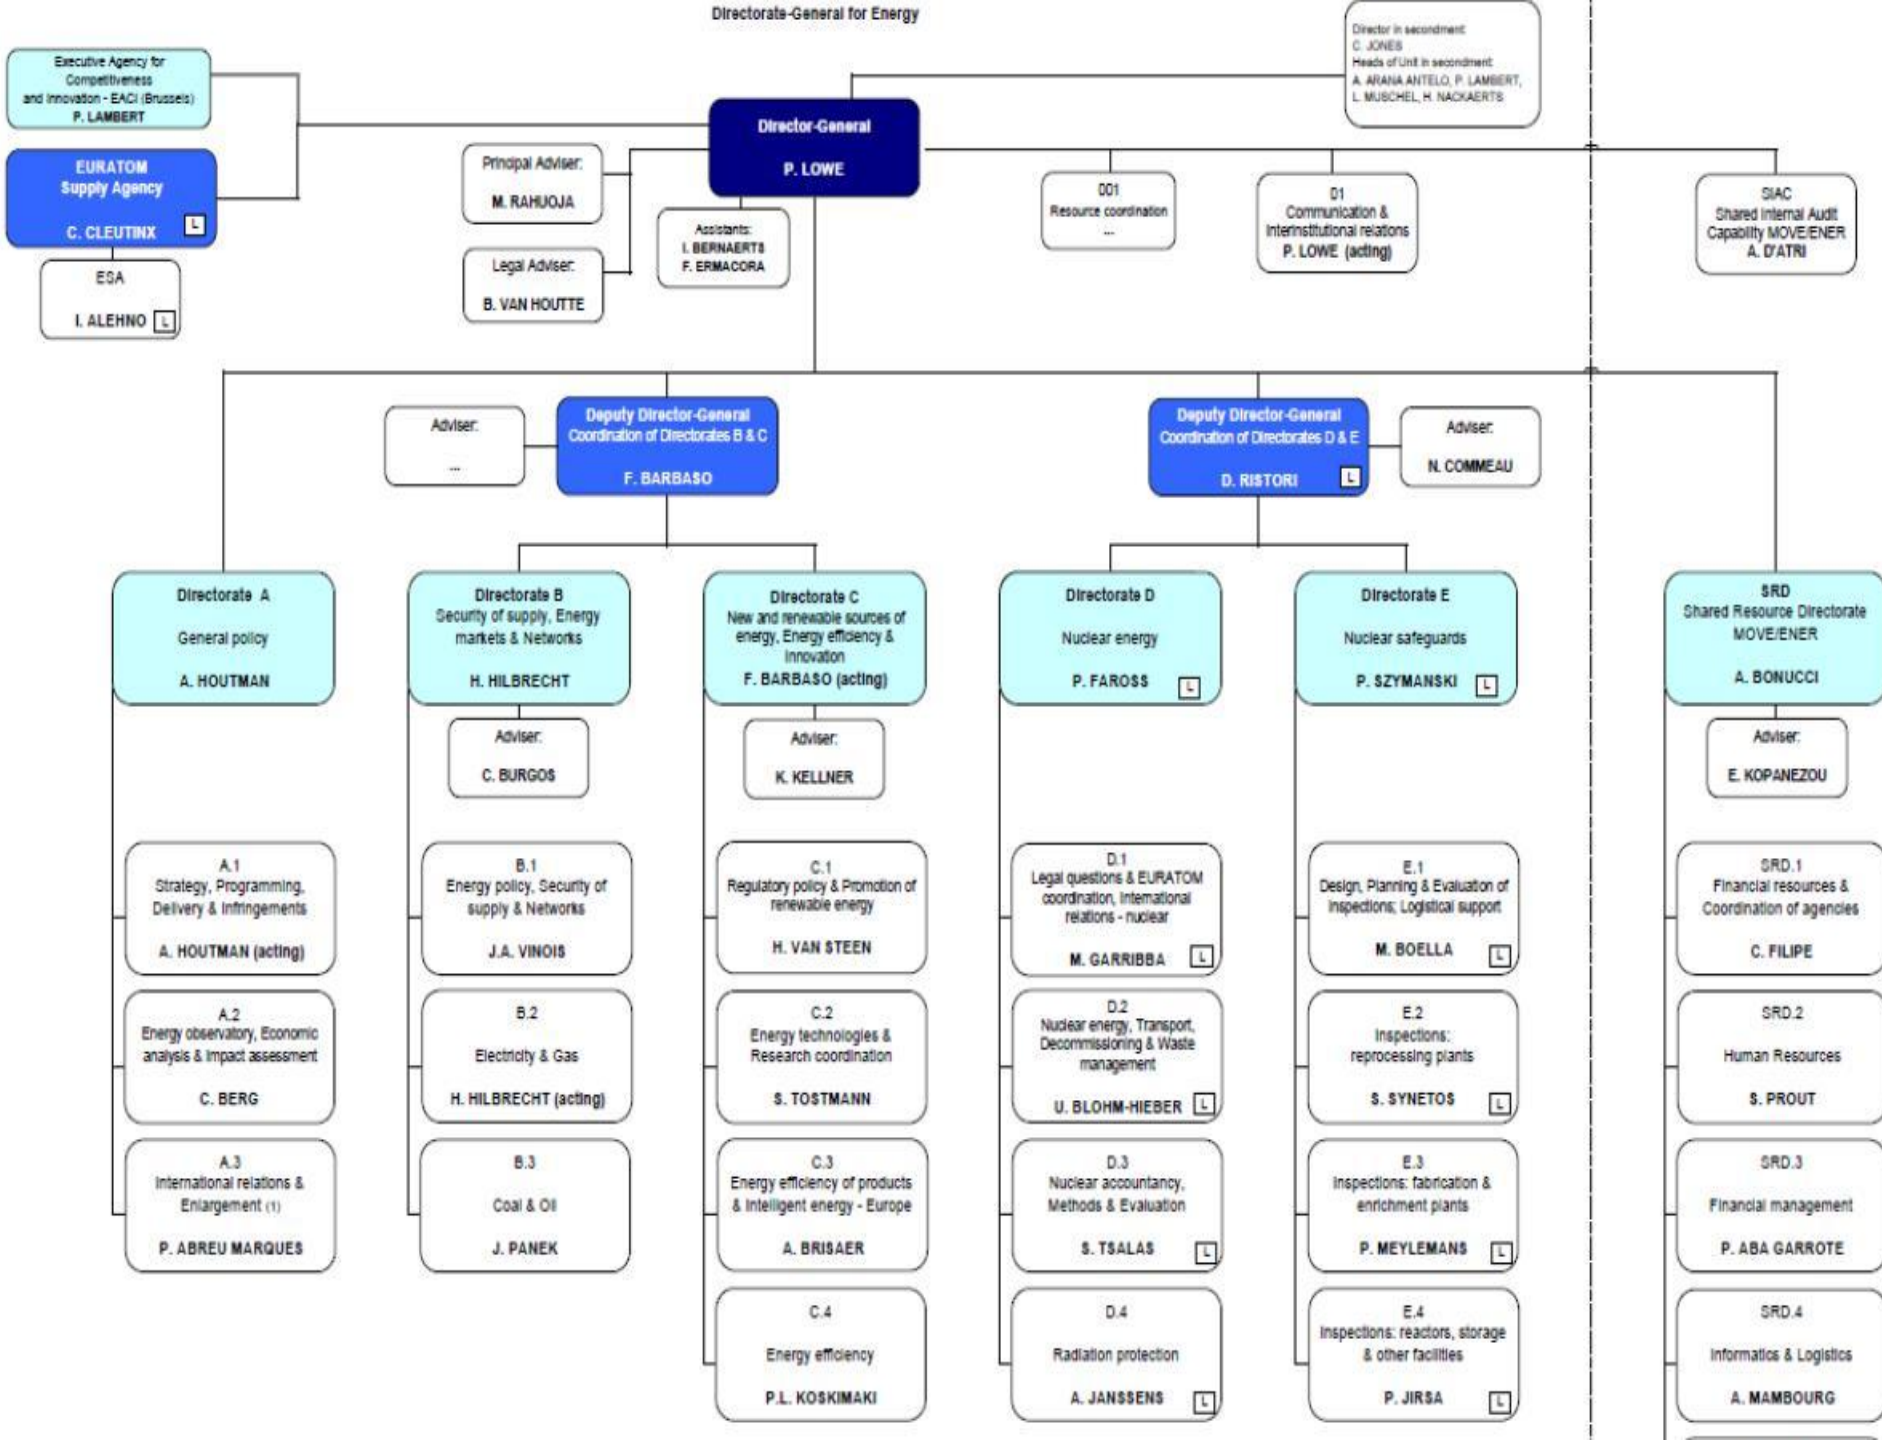 Directorate-General for Energy
Executive Agency for
Competitiveness
and Innovation - EACI (Brussels)
P. LAMBERT
Director in secondment:
C. JONES
Heads of Unit in secondment:
A. ARANA ANTELO, P. LAMBERT,
L. MUSCHEL, H. NACKAERTS
Director-General
P. LOWE
EURATOM
Supply Agency
C. CLEUTINX
L
ESA
I. ALEHNO
L
Principal Adviser:
M. RAHUOJA
Legal Adviser:
B. VAN HOUTTE
Assistants:
I. BERNAERTS
F. ERMACORA
001
Resource coordination
...
01
Communication &
Interinstitutional relations
P. LOWE (acting)
SIAC
Shared Internal Audit
Capability MOVE/ENER
A. D'ATRI
Adviser:
...
Deputy Director-General
Coordination of Directorates B & C
F. BARBASO
Deputy Director-General
Coordination of Directorates D & E
D. RISTORI
L
Adviser:
N. COMMEAU
Directorate A
General policy
A. HOUTMAN
Directorate B
Security of supply, Energy
markets & Networks
H. HILBRECHT
Directorate C
New and renewable sources of
energy, Energy efficiency &
Innovation
F. BARBASO (acting)
Directorate D
Nuclear energy
P. FAROSS
L
Directorate E
Nuclear safeguards
P. SZYMANSKI
L
SRD
Shared Resource Directorate
MOVE/ENER
A. BONUCCI
Adviser:
C. BURGOS
Adviser:
K. KELLNER
Adviser:
E. KOPANEZOU
A.1
Strategy, Programming,
Delivery & Infringements
A. HOUTMAN (acting)
B.1
Energy policy, Security of
supply & Networks
J.A. VINOIS
C.1
Regulatory policy & Promotion of
renewable energy
H. VAN STEEN
D.1
Legal questions & EURATOM
coordination, International
relations - nuclear
M. GARRIBBA
L
E.1
Design, Planning & Evaluation of
inspections; Logistical support
M. BOELLA
L
SRD.1
Financial resources &
Coordination of agencies
C. FILIPE
A.2
Energy observatory, Economic
analysis & Impact assessment
C. BERG
B.2
Electricity & Gas
H. HILBRECHT (acting)
C.2
Energy technologies &
Research coordination
S. TOSTMANN
D.2
Nuclear energy, Transport,
Decommissioning & Waste
management
U. BLOHM-HIEBER
L
E.2
Inspections:
reprocessing plants
S. SYNETOS
L
SRD.2
Human Resources
S. PROUT
A.3
International relations &
Enlargement (1)
P. ABREU MARQUES
B.3
Coal & Oil
J. PANEK
C.3
Energy efficiency of products
& Intelligent energy - Europe
A. BRISAER
D.3
Nuclear accountancy,
Methods & Evaluation
S. TSALAS
L
E.3
Inspections: fabrication &
enrichment plants
P. MEYLEMANS
L
SRD.3
Financial management
P. ABA GARROTE
C.4
Energy efficiency
P.L. KOSKIMAKI
D.4
Radiation protection
A. JANSSENS
L
E.4
Inspections: reactors, storage
& other facilities
P. JIRSA
L
SRD.4
Informatics & Logistics
A. MAMBOURG